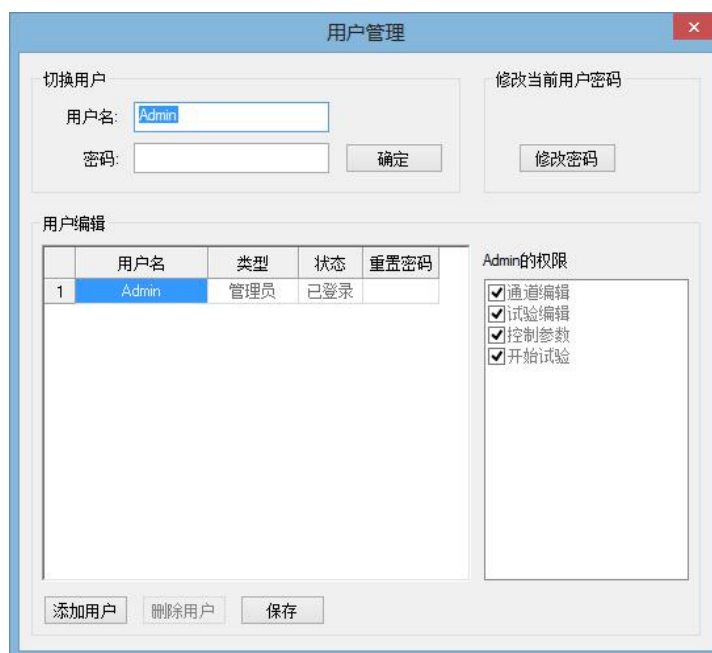 用户管理
切换用户
用户名: Admin
密码:
确定
修改当前用户密码
修改密码
用户编辑
用户名 类型 状态 重置密码
1 Admin 管理员 已登录
Admin的权限
通道编辑
试验编辑
控制参数
开始试验
添加用户 删除用户 保存